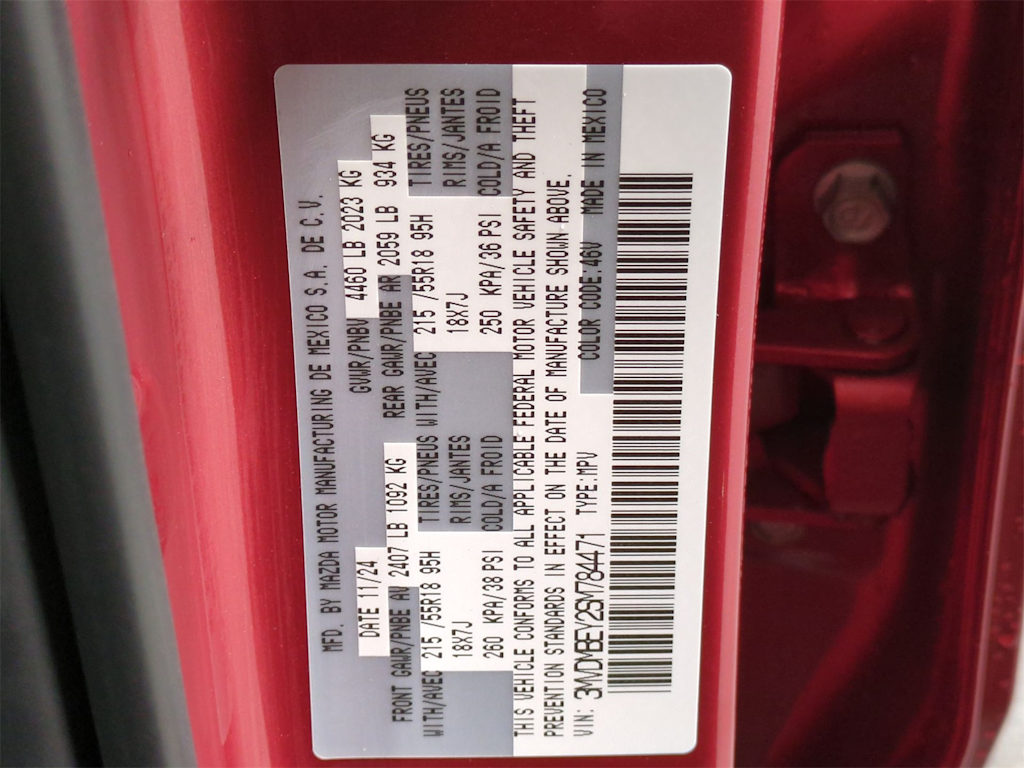 MFD. BY MAZDA MOTOR MANUFACTURING DE MEXICO S.A. DE C.V.
DATE 11/24 GVWR/PNBV 4460 LB 2023 KG
FRONT GAWR/PNBE AV 2407 LB 1092 KG REAR GAWR/PNBE AR 2059 LB 934 KG
WITH/AVEC 215/55R18 95H TIRES/PNEUS WITH/AVEC 215/55R18 95H TIRES/PNEUS
18X7J RIMS/JANTES 18X7J RIMS/JANTES
260 KPA/38 PSI COLD/A FROID 250 KPA/36 PSI COLD/A FROID
THIS VEHICLE CONFORMS TO ALL APPLICABLE FEDERAL MOTOR VEHICLE SAFETY AND THEFT
PREVENTION STANDARDS IN EFFECT ON THE DATE OF MANUFACTURE SHOWN ABOVE.
VIN: 3MVDMBEY2SM784471 TYPE:MPV COLOR CODE:46V MADE IN MEXICO